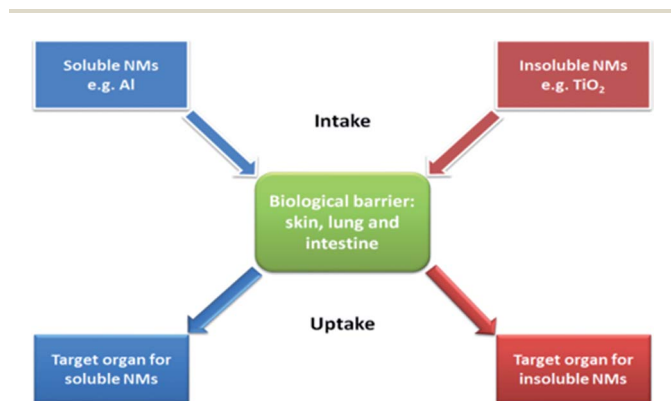 Soluble NMs
e.g. Al
Insoluble NMs
e.g. TiO₂
Intake
Biological barrier:
skin, lung and
intestine
Uptake
Target organ for
soluble NMs
Target organ for
insoluble NMs